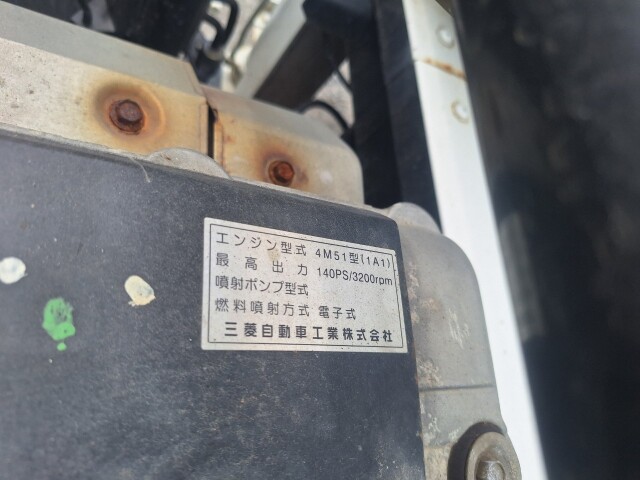 エンジン型式 4M51型(1A1)
最高出力 140PS/3200rpm
噴射ポンプ型式
燃料噴射方式 電子式
三菱自動車工業株式会社